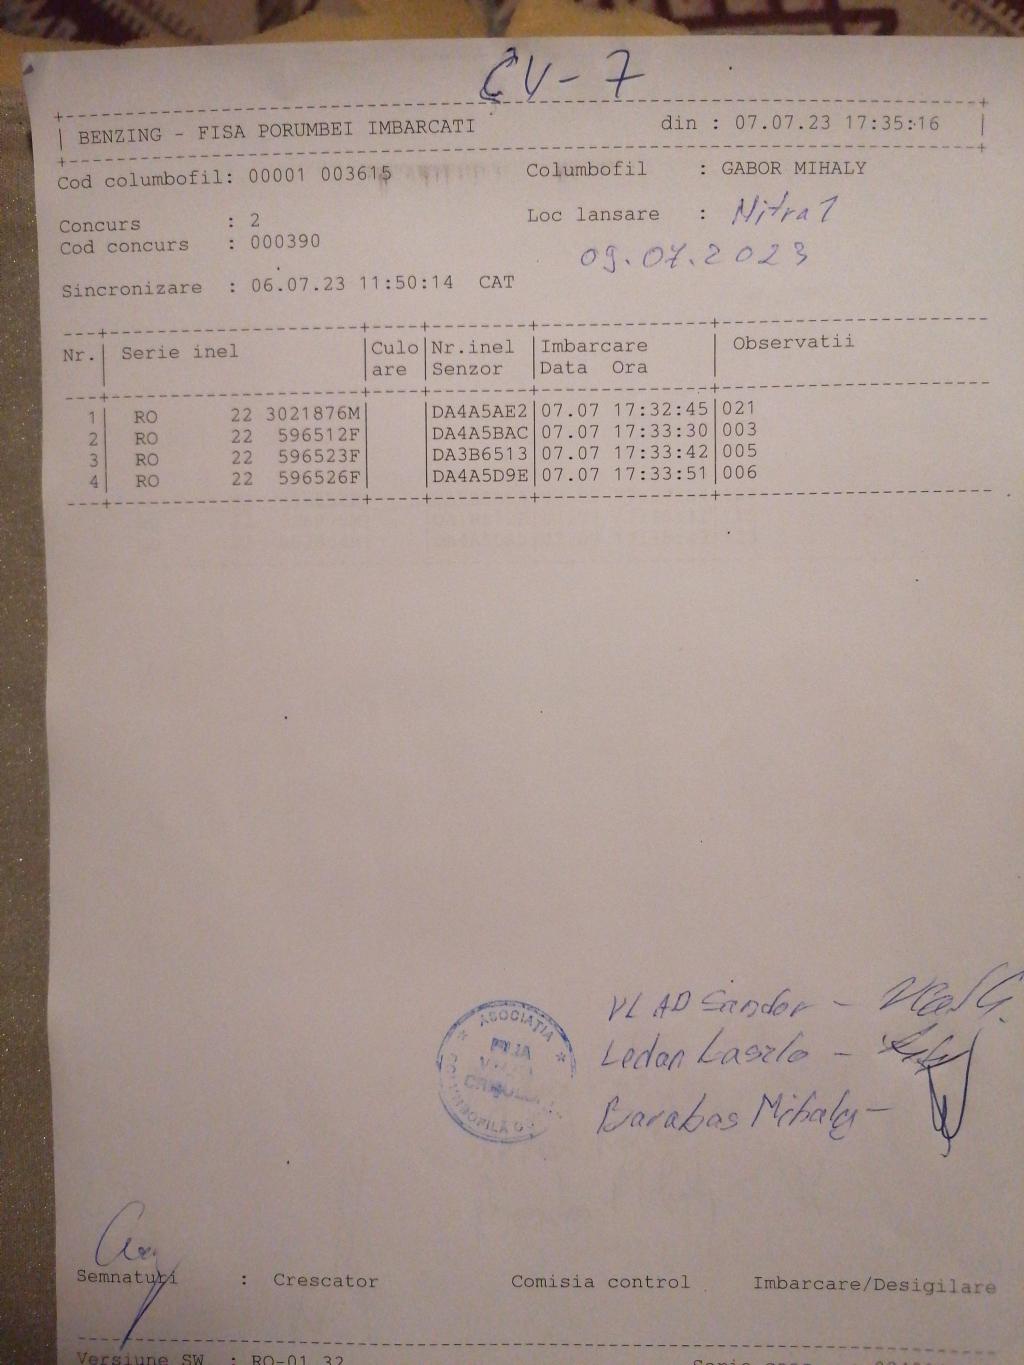 CV-7
BENZING - FISA PORUMBEI IMBARCATI din : 07.07.23 17:35:16
Cod columbofil: 00001 003615 Columbofil : GABOR MIHALY
Concurs : 2 Loc lansare : Nitra 1
Cod concurs : 000390 09.07.2023
Sincronizare : 06.07.23 11:50:14 CAT
Nr. Serie inel Culo Nr.inel Imbarcare Observatii
are Senzor Data Ora
1 RO 22 3021876M DA4A5AE2 07.07 17:32:45 021
2 RO 22 596512F DA4A5BAC 07.07 17:33:30 003
3 RO 22 596523F DA3B6513 07.07 17:33:42 005
4 RO 22 596526F DA4A5D9E 07.07 17:33:51 006
VLAD Sandor -
Ledan Laszlo -
Barabas Mihaly -
ASOCIAȚIA
Semnaturi : Crescator Comisia control Imbarcare/Desigilare
Versiune SW : RO-01.32